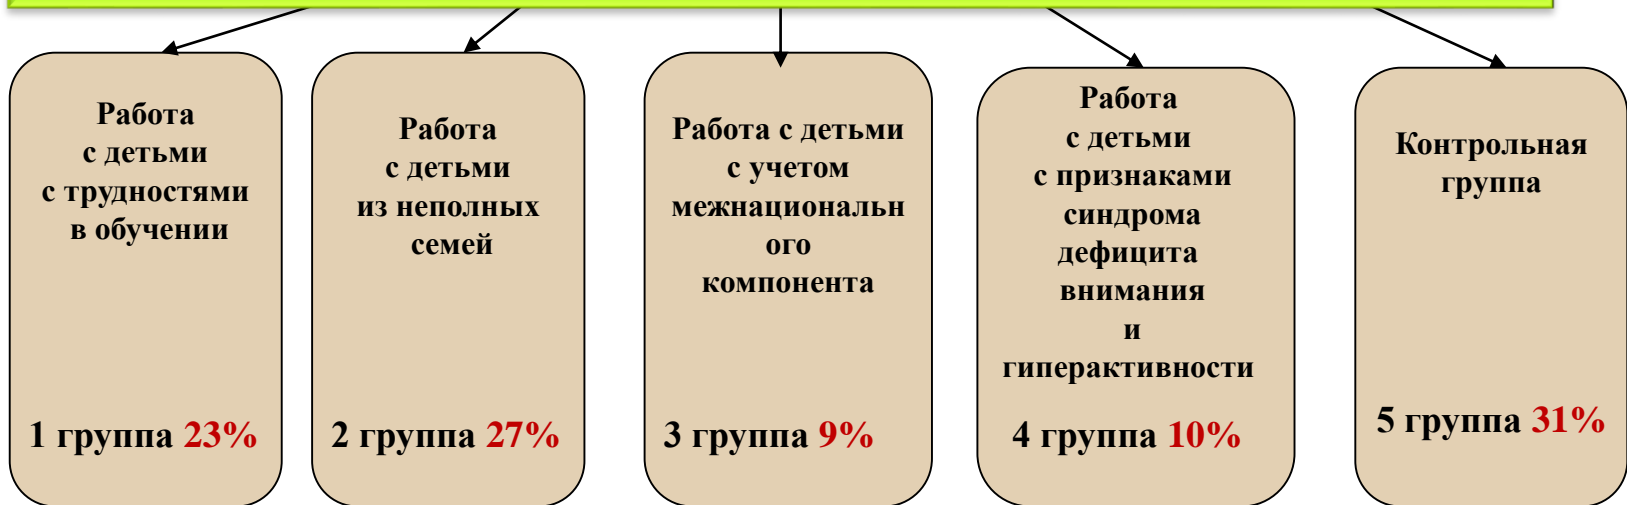 Работа
с детьми
с трудностями
в обучении
1 группа 23%
Работа
с детьми
из неполных
семей
2 группа 27%
Работа с детьми
с учетом
межнациональн
ого
компонента
3 группа 9%
Работа
с детьми
с признаками
синдрома
дефицита
внимания
и
гиперактивности
4 группа 10%
Контрольная
группа
5 группа 31%